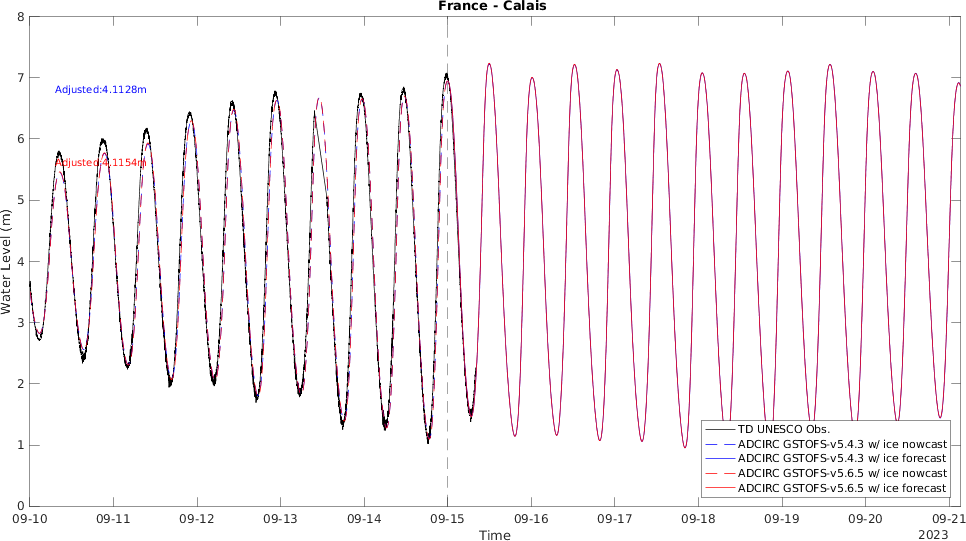 France - Calais
8
7
6
5
4
3
2
1
0
Water Level (m)
Adjusted:4.1128m
Adjusted:4.1154m
TD UNESCO Obs.
ADCIRC GSTOFS-v5.4.3 w/ ice nowcast
ADCIRC GSTOFS-v5.4.3 w/ ice forecast
ADCIRC GSTOFS-v5.6.5 w/ ice nowcast
ADCIRC GSTOFS-v5.6.5 w/ ice forecast
09-10 09-11 09-12 09-13 09-14 09-15 09-16 09-17 09-18 09-19 09-20 09-21
Time
2023